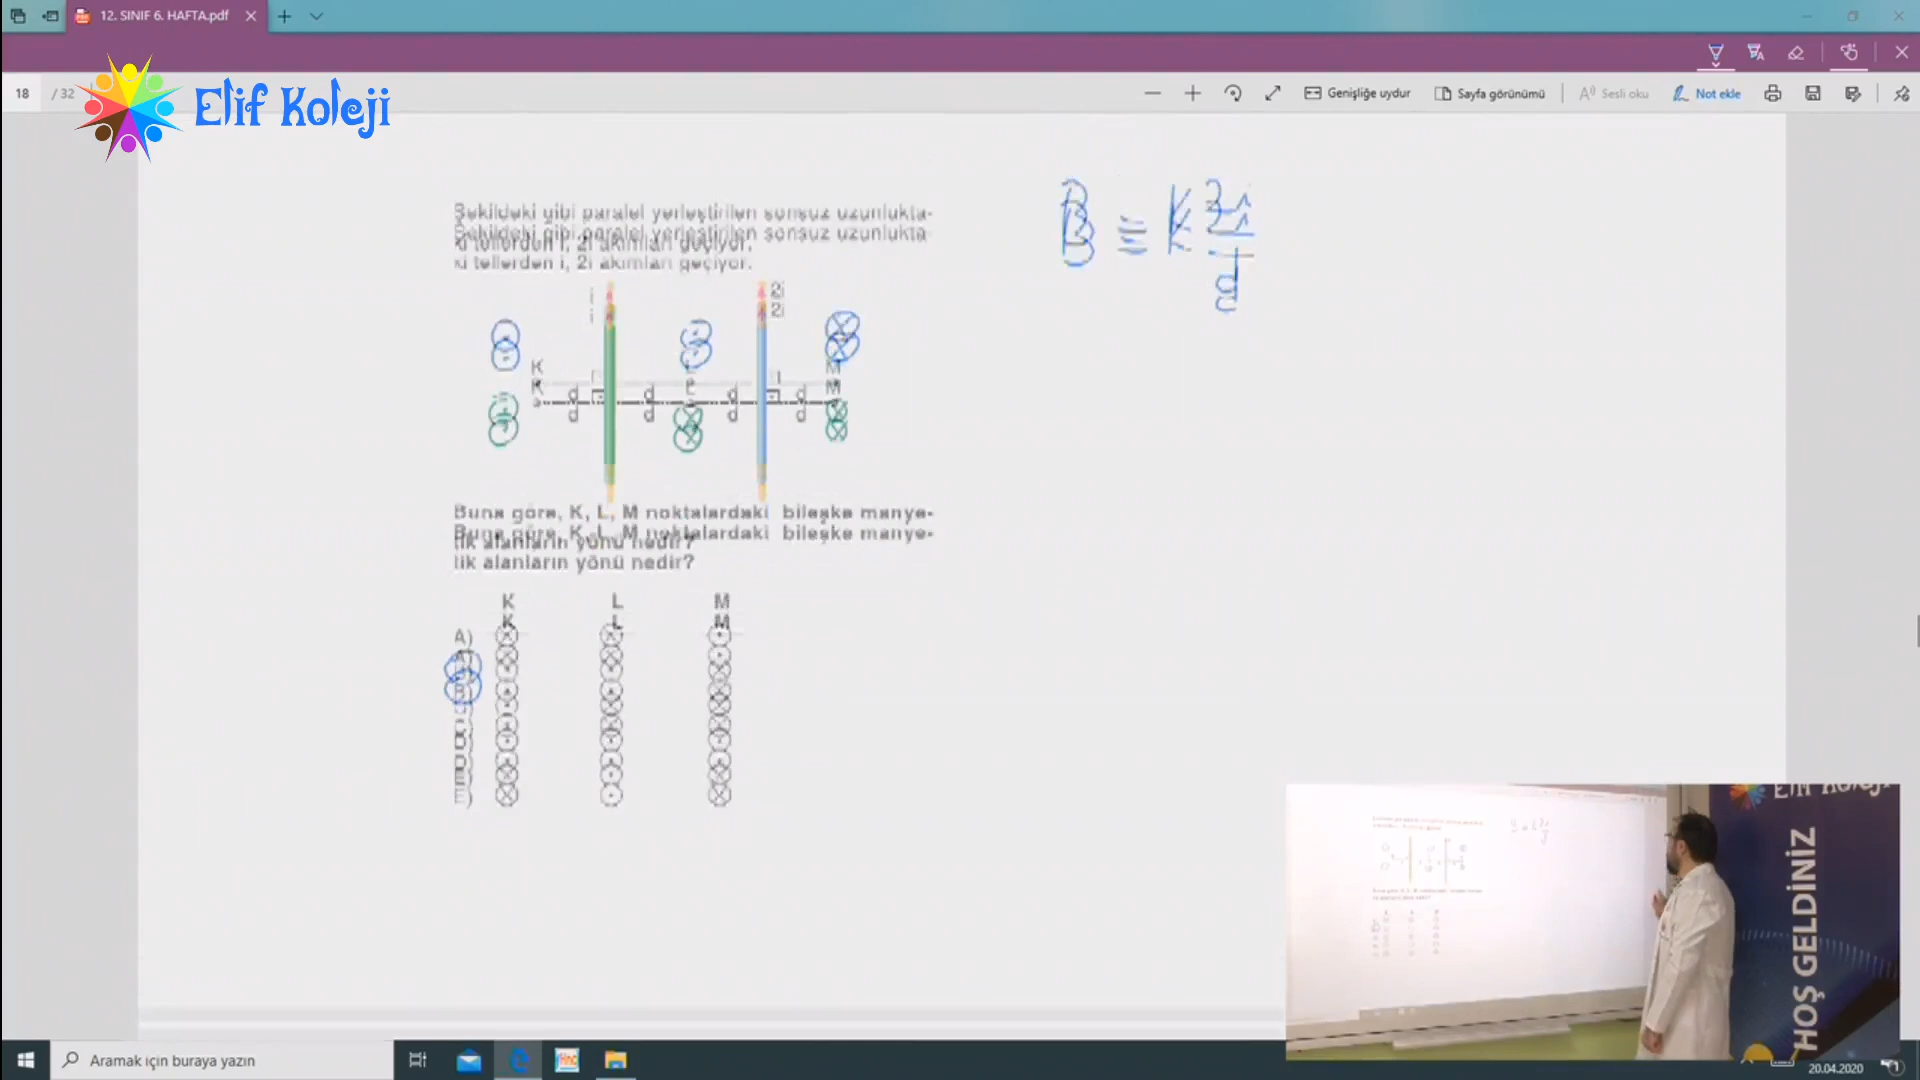 12. SINIF 6. HAFTA.pdf
18 / 32
Genişliğe uydur
Sayfa görünümü
Sesli oku
Not ekle
Elif Koleji
Şekildeki gibi paralel yerleştirilen sonsuz uzunlukta-
ki tellerden i, 2i akımları geçiyor.
B = K 2i
d
i 2i
K L M
d d d d
Buna göre, K, L, M noktalardaki bileşke manye-
tik alanların yönü nedir?
K L M
A)
B)
C)
D)
E)
Elif Koleji
HOŞ GELDİNİZ
Aramak için buraya yazın
20.04.2020